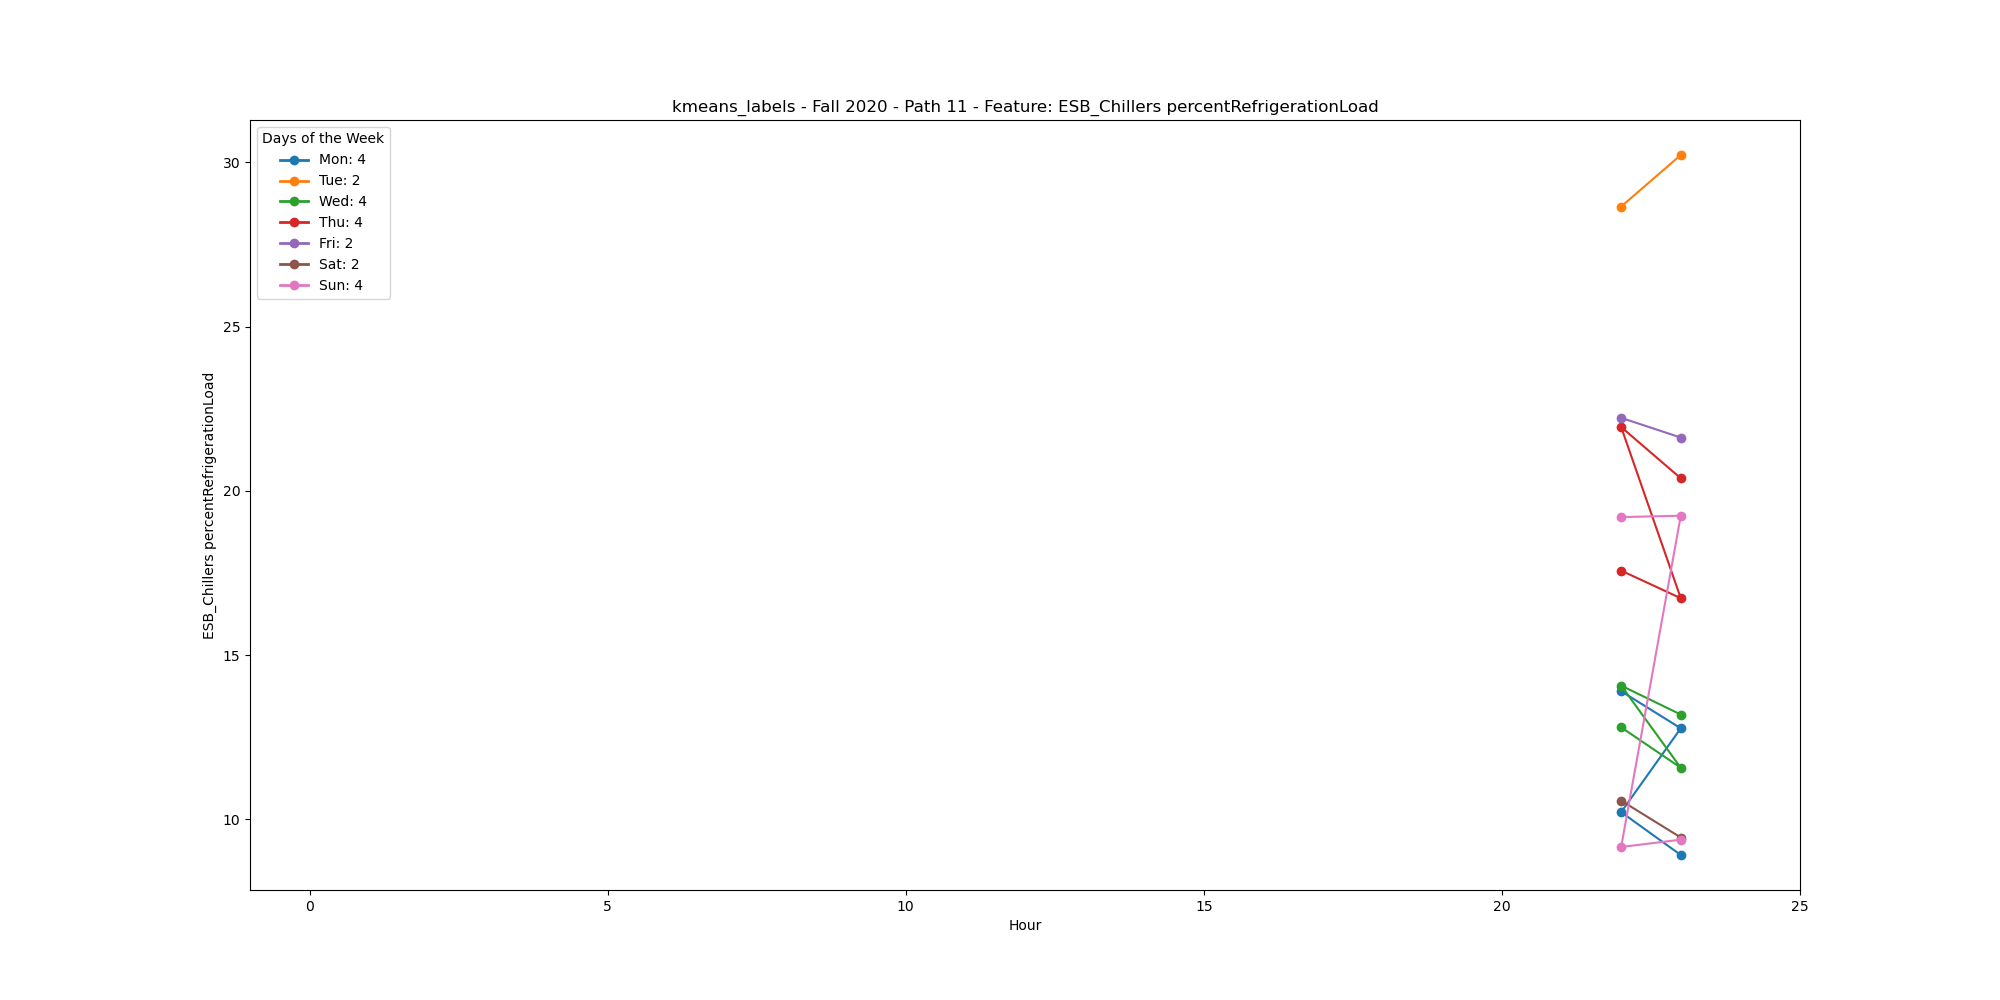 kmeans_labels - Fall 2020 - Path 11 - Feature: ESB_Chillers percentRefrigerationLoad
Days of the Week
Mon: 4
Tue: 2
Wed: 4
Thu: 4
Fri: 2
Sat: 2
Sun: 4
30
25
20
15
10
ESB_Chillers percentRefrigerationLoad
0 5 10 15 20 25
Hour